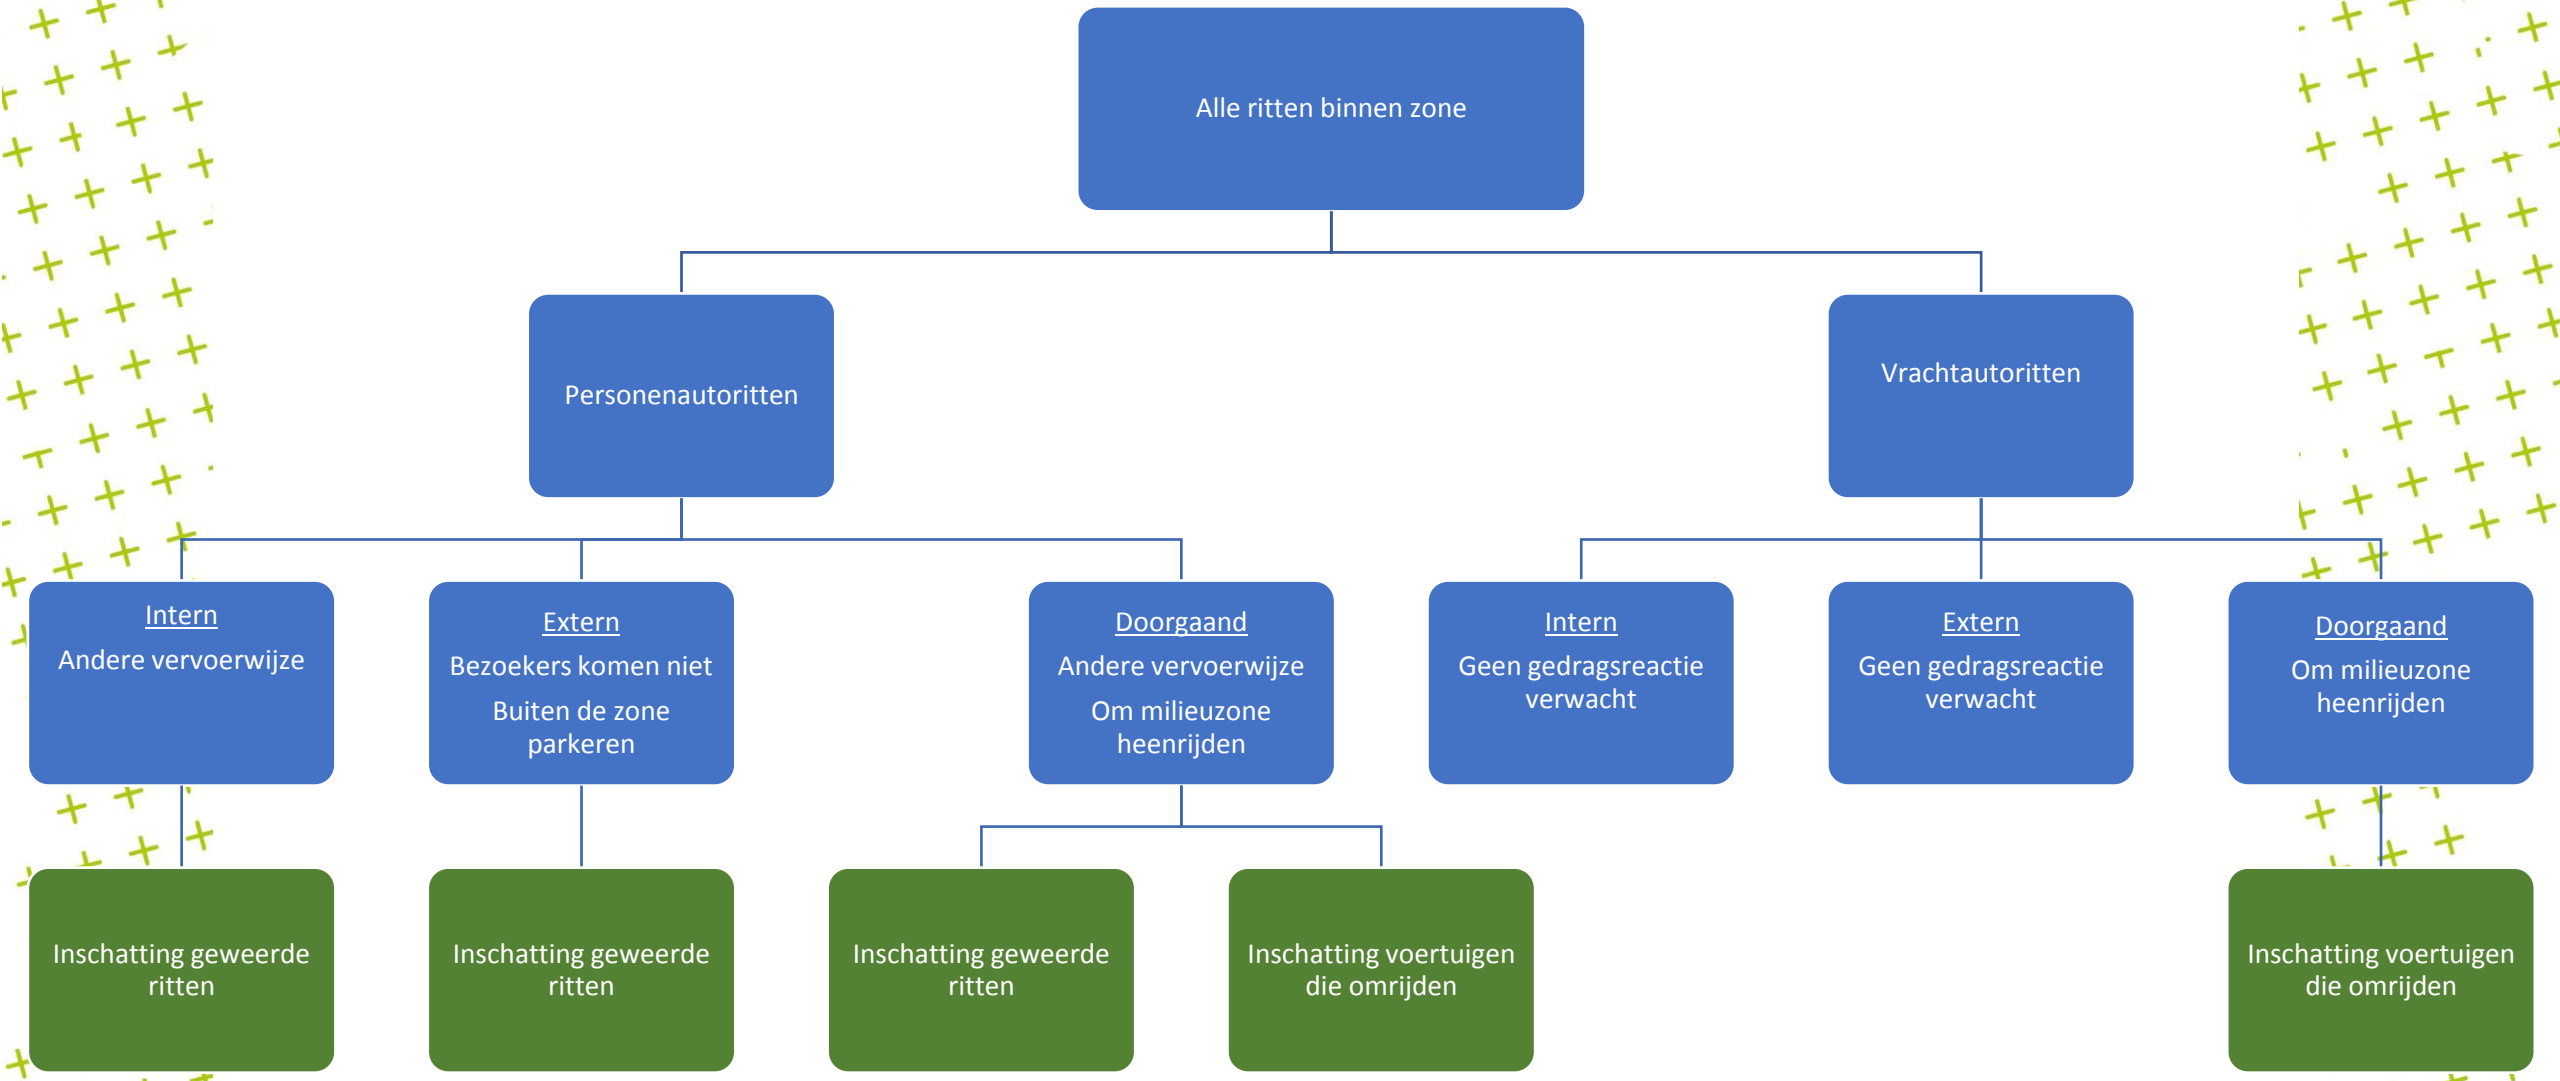 Alle ritten binnen zone
Personenautoritten
Vrachtautoritten
Intern
Andere vervoerwijze
Extern
Bezoekers komen niet
Buiten de zone
parkeren
Doorgaand
Andere vervoerwijze
Om milieuzone
heenrijden
Intern
Geen gedragsreactie
verwacht
Extern
Geen gedragsreactie
verwacht
Doorgaand
Om milieuzone
heenrijden
Inschatting geweerde
ritten
Inschatting geweerde
ritten
Inschatting geweerde
ritten
Inschatting voertuigen
die omrijden
Inschatting voertuigen
die omrijden